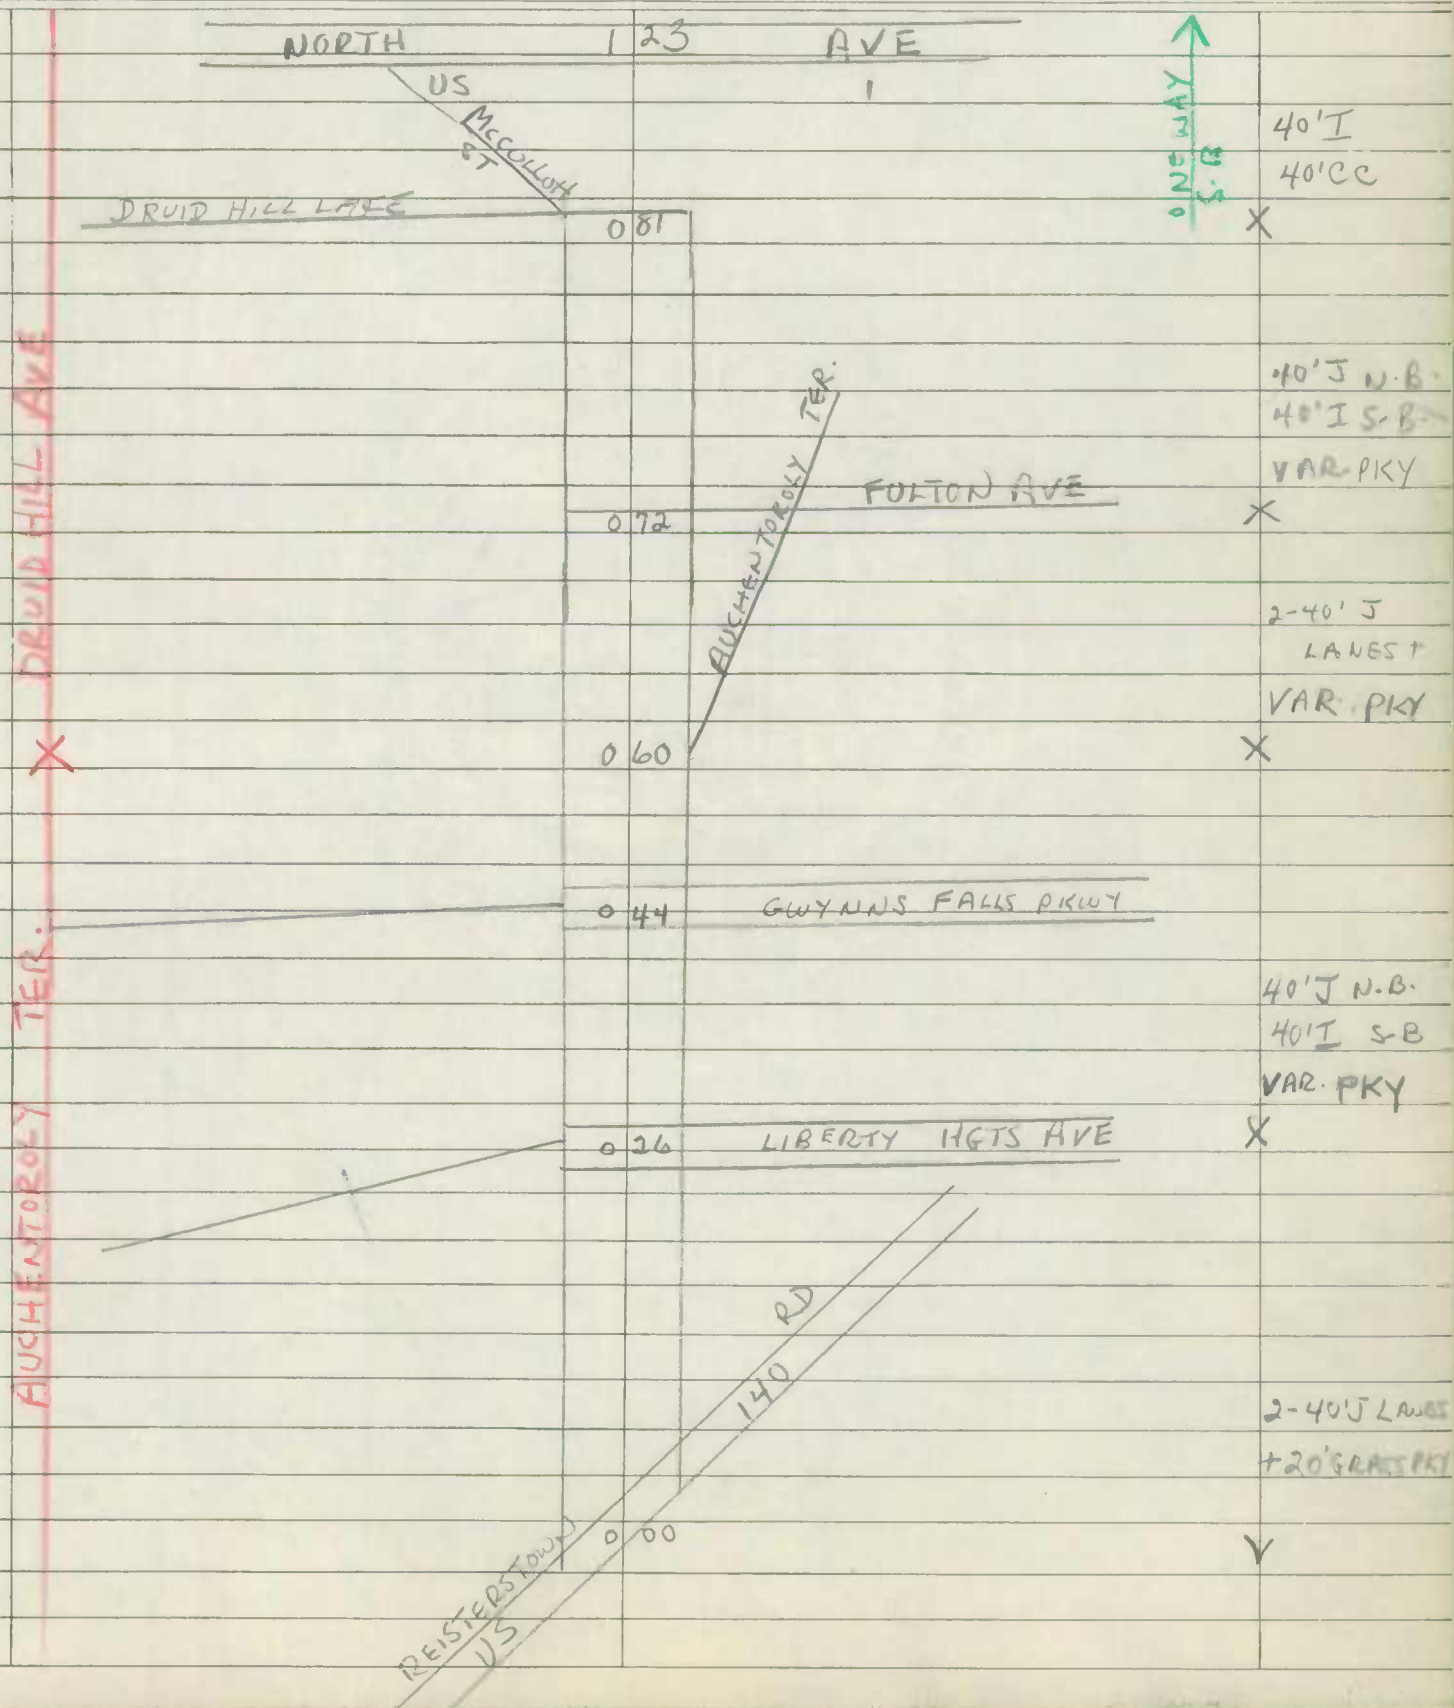 NORTH 1 23 AVE
US
McCULLOH
ST
ONE WAY
S. B
40' I
40' CC
DRUID HILL LAKE
0 81
X
DRUID HILL AVE
40' J N.B.
40' I S.B.
VAR PKY
AUCHENTOROLY TER.
FULTON AVE
0 72
X
2-40' J
LANES +
VAR. PKY
X
0 60
X
AUCHENTOROLY TER.
0 44 GWYNNS FALLS PKWY
40' J N.B.
40' I S-B
VAR. PKY
0 26 LIBERTY HGTS AVE
X
REISTERSTOWN RD
US 140
2-40' J LANES
+20' GRASS PKY
0 00